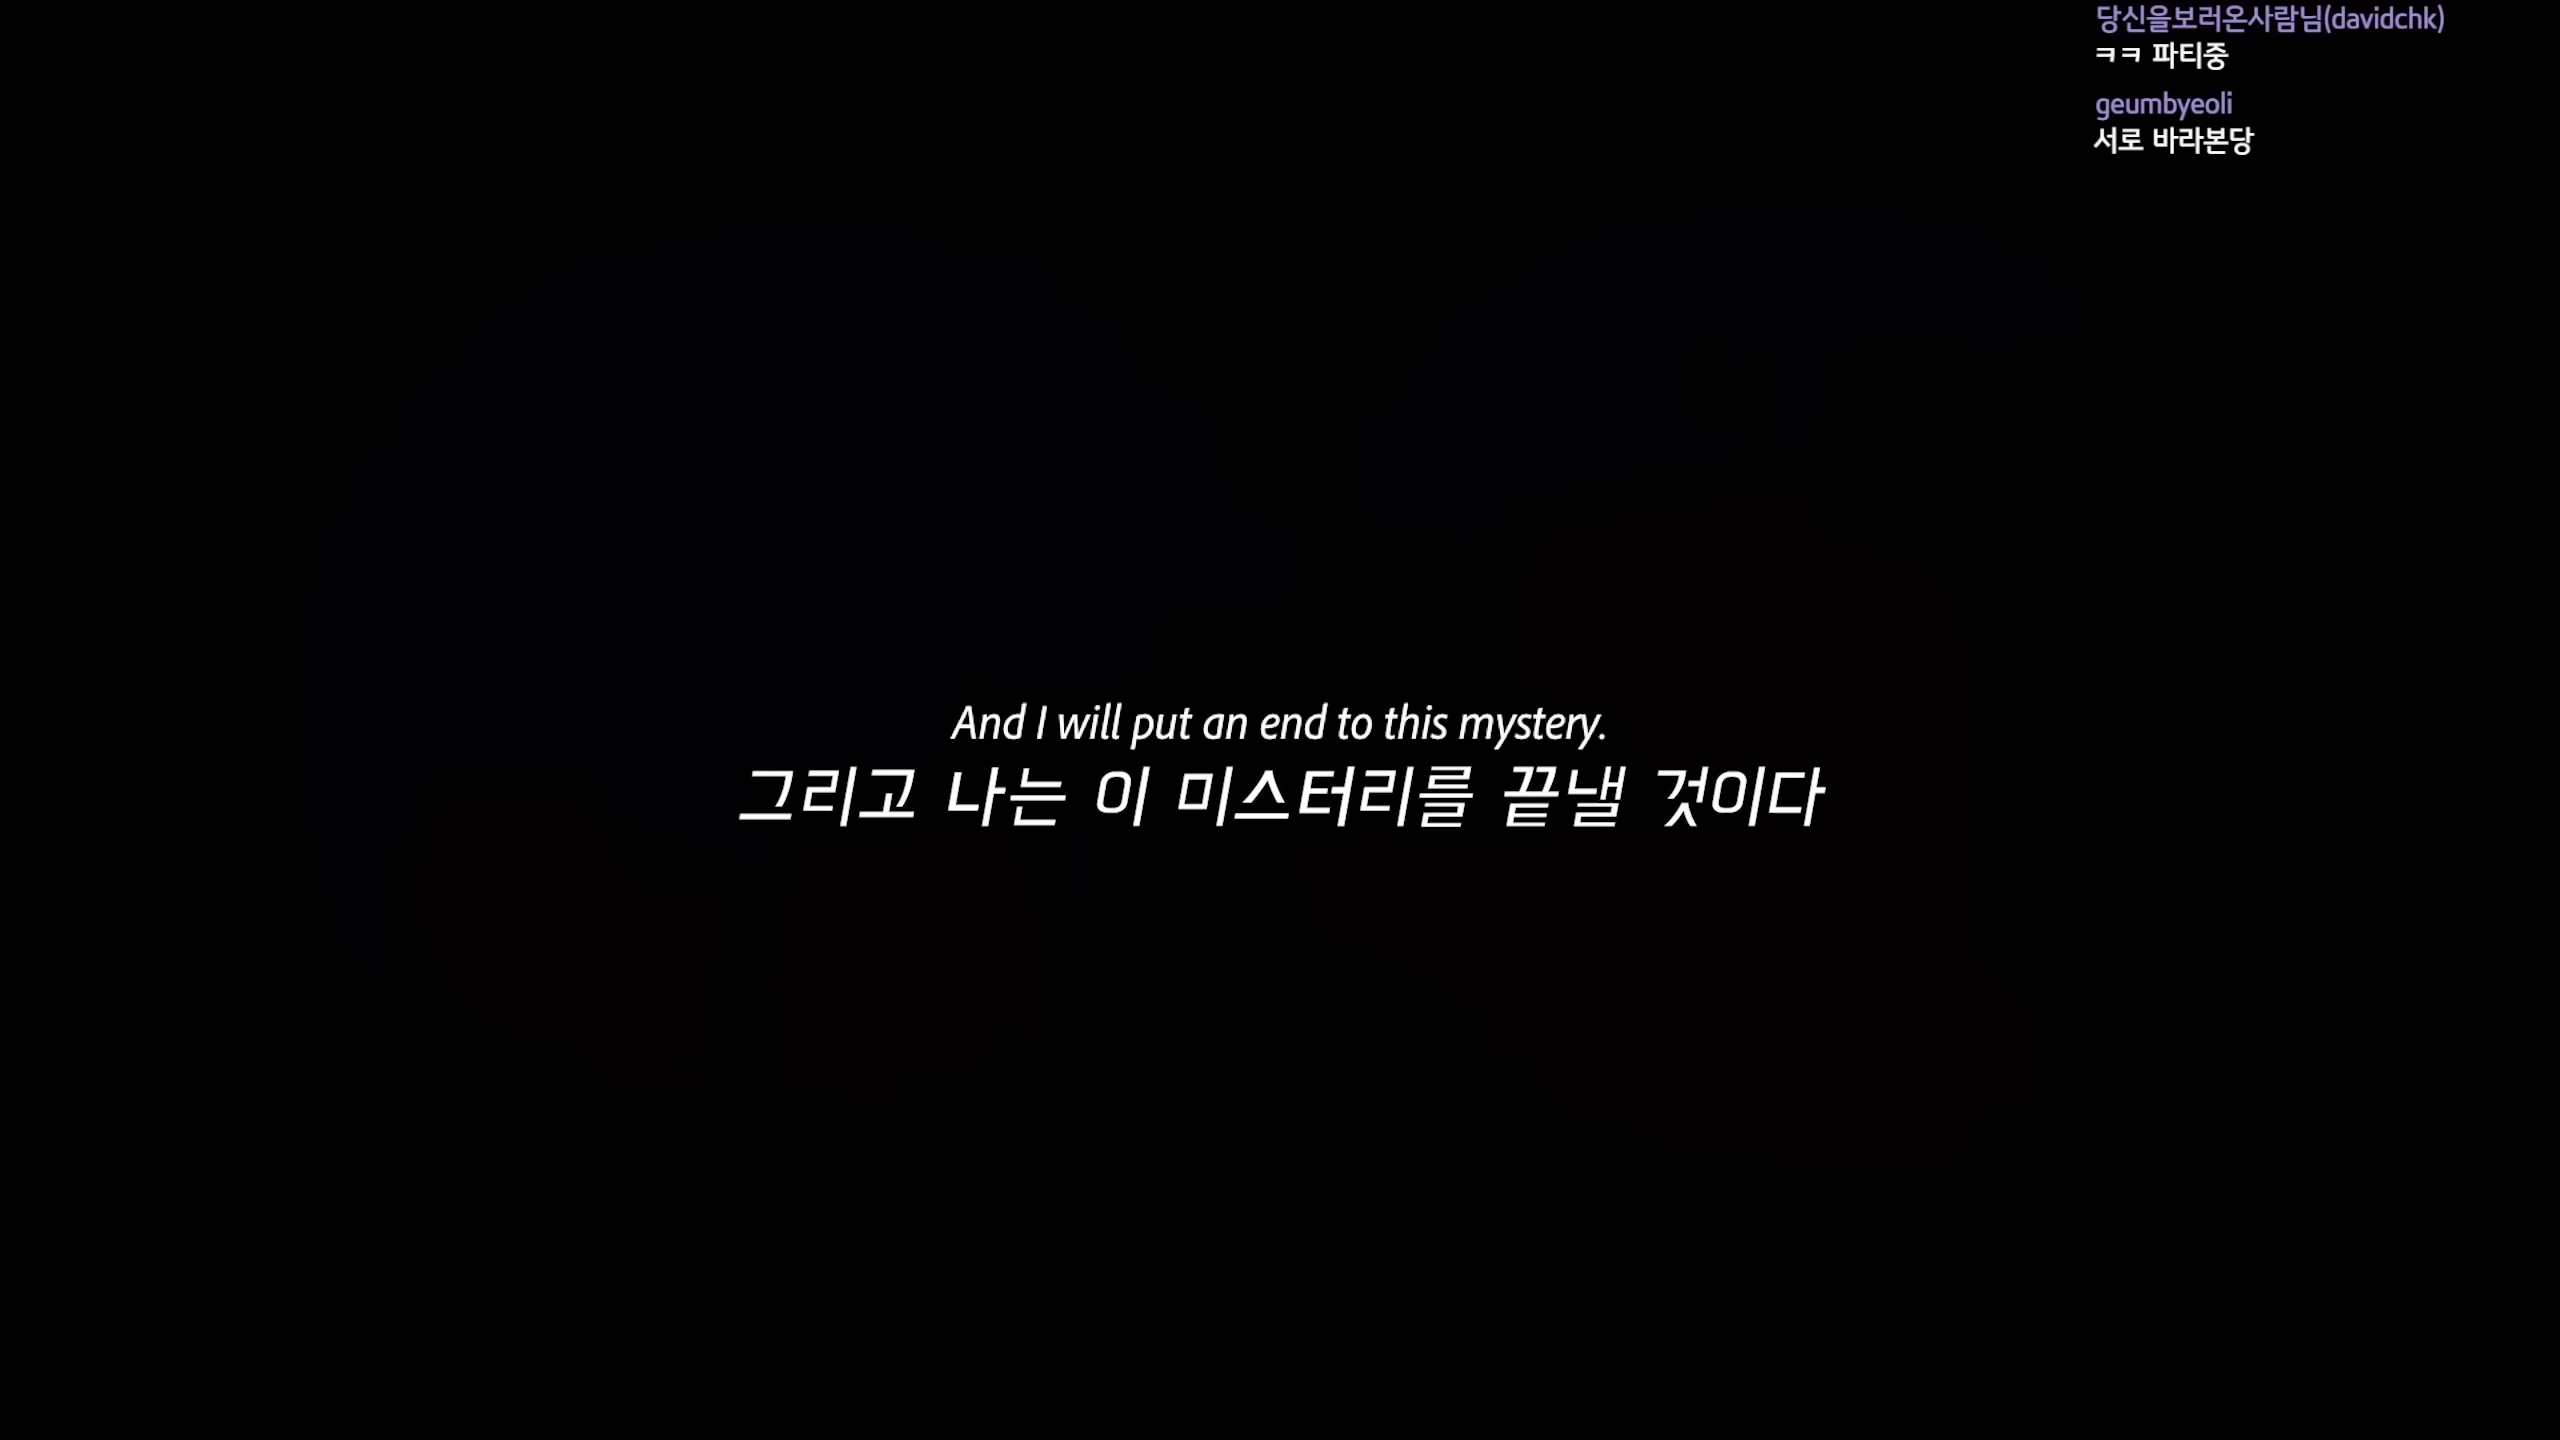 당신을보러온사람님(davidchk)
ㅋㅋ 파티중
geumbyeoli
서로 바라본당
And I will put an end to this mystery.
그리고 나는 이 미스터리를 끝낼 것이다